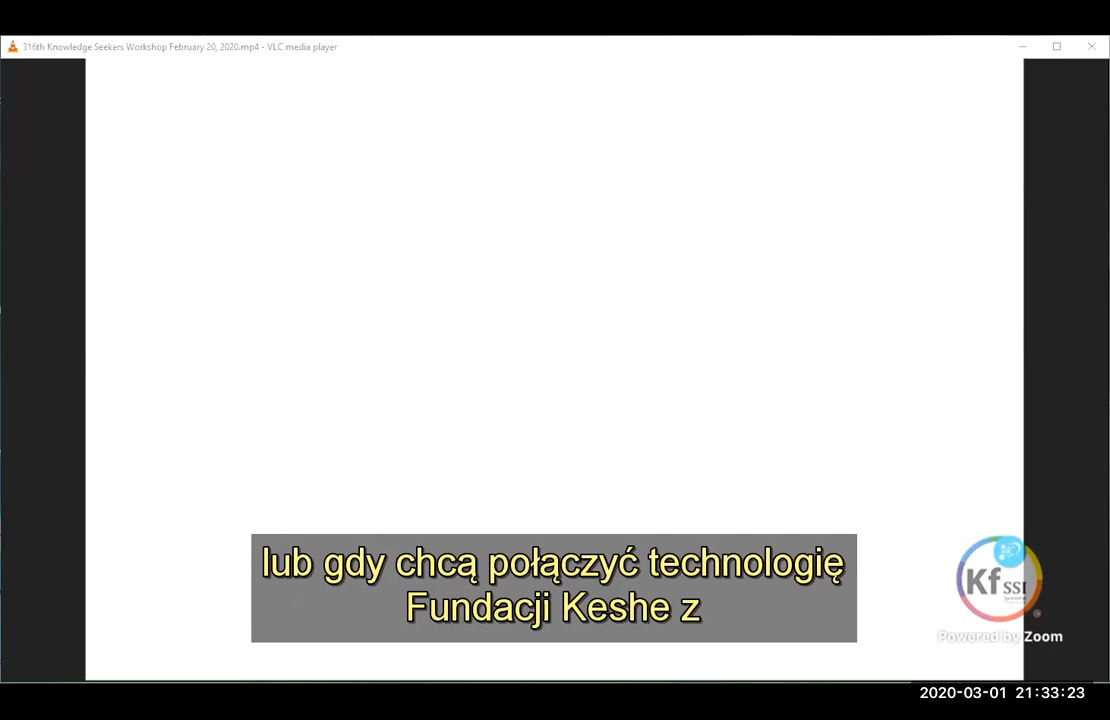 316th Knowledge Seekers Workshop February 20, 2020.mp4 - VLC media player
lub gdy chcą połączyć technologię
Fundacji Keshe z
Kf SSI
Powered by Zoom
2020-03-01 21:33:23